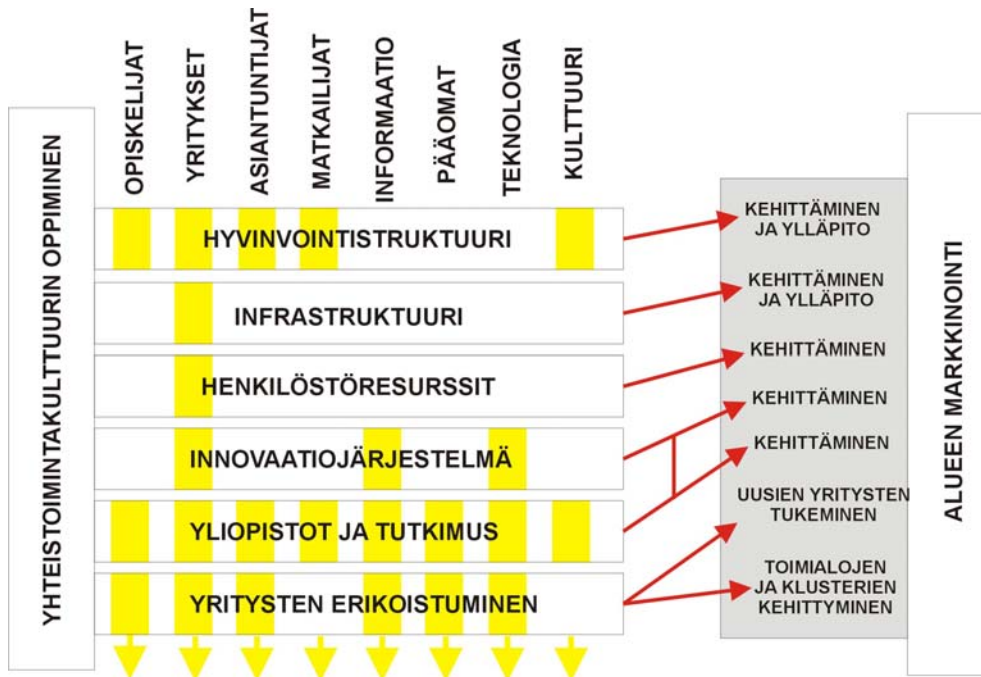 YHTEISTOIMINTAKULTTUURIN OPPIMINEN
OPISKELIJAT
YRITYKSET
ASIANTUNTIJAT
MATKAILIJAT
INFORMAATIO
PÄÄOMAT
TEKNOLOGIA
KULTTUURI
HYVINVOINTISTRUKTUURI
INFRASTRUKTUURI
HENKILÖSTÖRESURSSIT
INNOVAATIOJÄRJESTELMÄ
YLIOPISTOT JA TUTKIMUS
YRITYSTEN ERIKOISTUMINEN
KEHITTÄMINEN
JA YLLÄPITO
KEHITTÄMINEN
JA YLLÄPITO
KEHITTÄMINEN
KEHITTÄMINEN
KEHITTÄMINEN
UUSIEN YRITYSTEN
TUKEMINEN
TOIMIALOJEN
JA KLUSTERIEN
KEHITTYMINEN
ALUEEN MARKKINOINTI